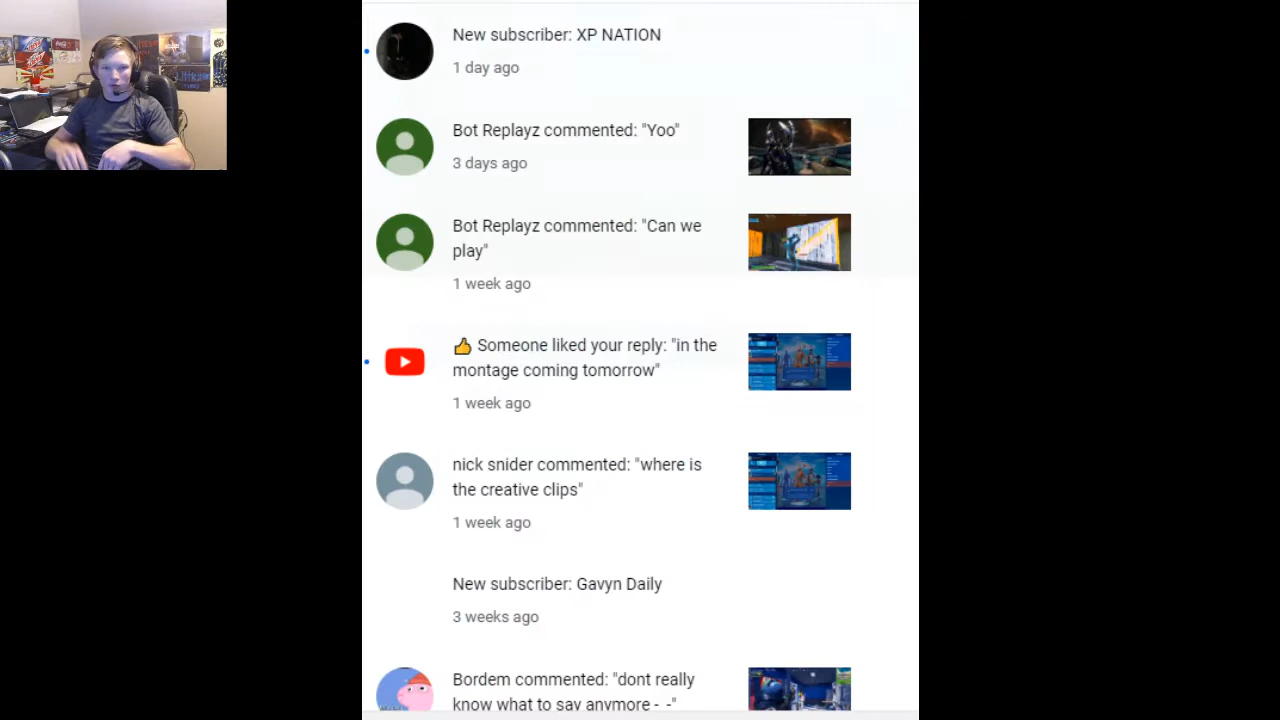 New subscriber: XP NATION
1 day ago
Bot Replayz commented: "Yoo"
3 days ago
Bot Replayz commented: "Can we
play"
1 week ago
👍 Someone liked your reply: "in the
montage coming tomorrow"
1 week ago
nick snider commented: "where is
the creative clips"
1 week ago
New subscriber: Gavyn Daily
3 weeks ago
Bordem commented: "dont really
know what to say anymore - -"